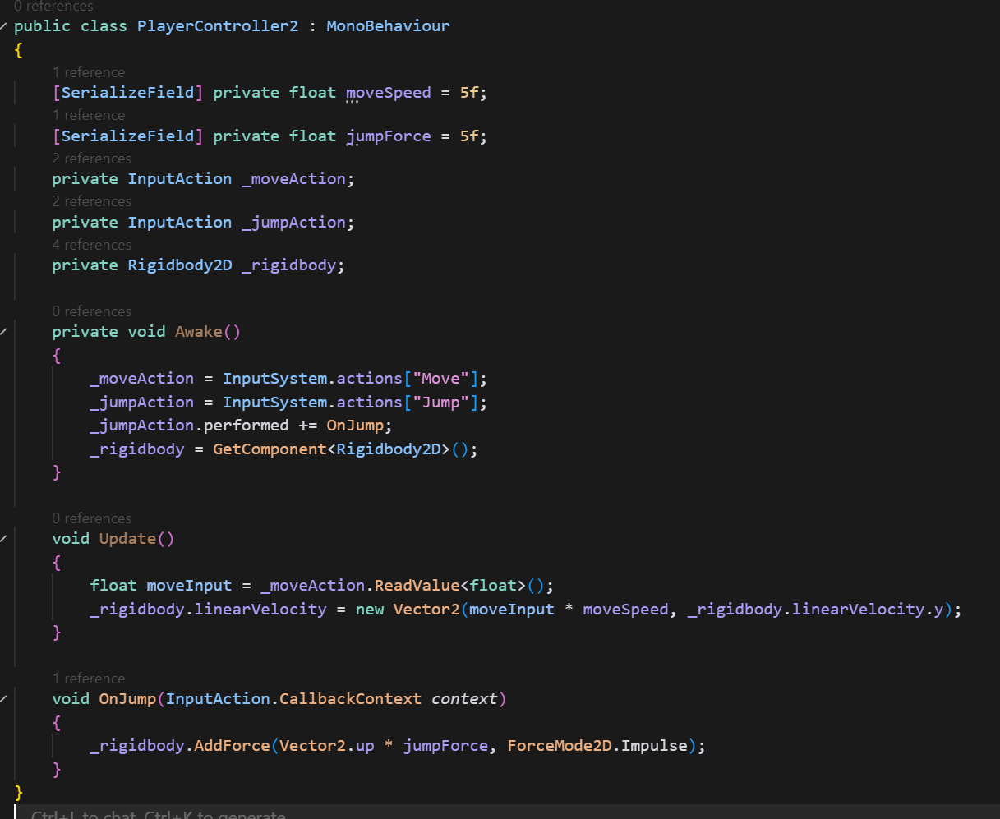 0 references
public class PlayerController2 : MonoBehaviour
{
1 reference
[SerializeField] private float moveSpeed = 5f;
1 reference
[SerializeField] private float jumpForce = 5f;
2 references
private InputAction _moveAction;
2 references
private InputAction _jumpAction;
4 references
private Rigidbody2D _rigidbody;
0 references
private void Awake()
{
_moveAction = InputSystem.actions["Move"];
_jumpAction = InputSystem.actions["Jump"];
_jumpAction.performed += OnJump;
_rigidbody = GetComponent<Rigidbody2D>();
}
0 references
void Update()
{
float moveInput = _moveAction.ReadValue<float>();
_rigidbody.linearVelocity = new Vector2(moveInput * moveSpeed, _rigidbody.linearVelocity.y);
}
1 reference
void OnJump(InputAction.CallbackContext context)
{
_rigidbody.AddForce(Vector2.up * jumpForce, ForceMode2D.Impulse);
}
}
Ctrl+L to chat, Ctrl+K to generate